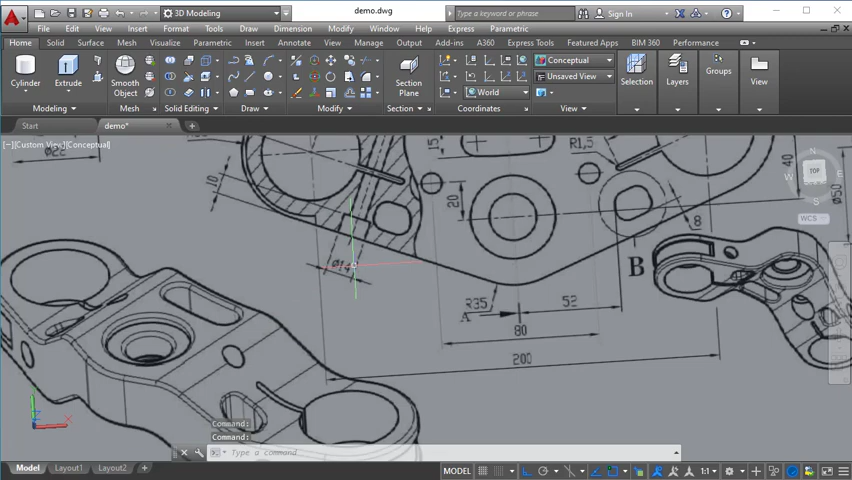 3D Modeling
demo.dwg
Type a keyword or phrase
Sign In
File Edit View Insert Format Tools Draw Dimension Modify Window Help Express Parametric
Home Solid Surface Mesh Visualize Parametric Insert Annotate View Manage Output Add-ins A360 Express Tools Featured Apps BIM 360 Performance
Cylinder Extrude Smooth Object Section Plane World Conceptual Unsaved View Selection Layers Groups View
Modeling Mesh Solid Editing Draw Modify Section Coordinates View
Start demo*
[−][Custom View][Conceptual]
N
W TOP E
S
WCS
15
R1,5
40
Ø50
10
20
8
Ø14
B
R35
A
52
80
200
Command:
Command:
Type a command
Model Layout1 Layout2 +
MODEL 1:1